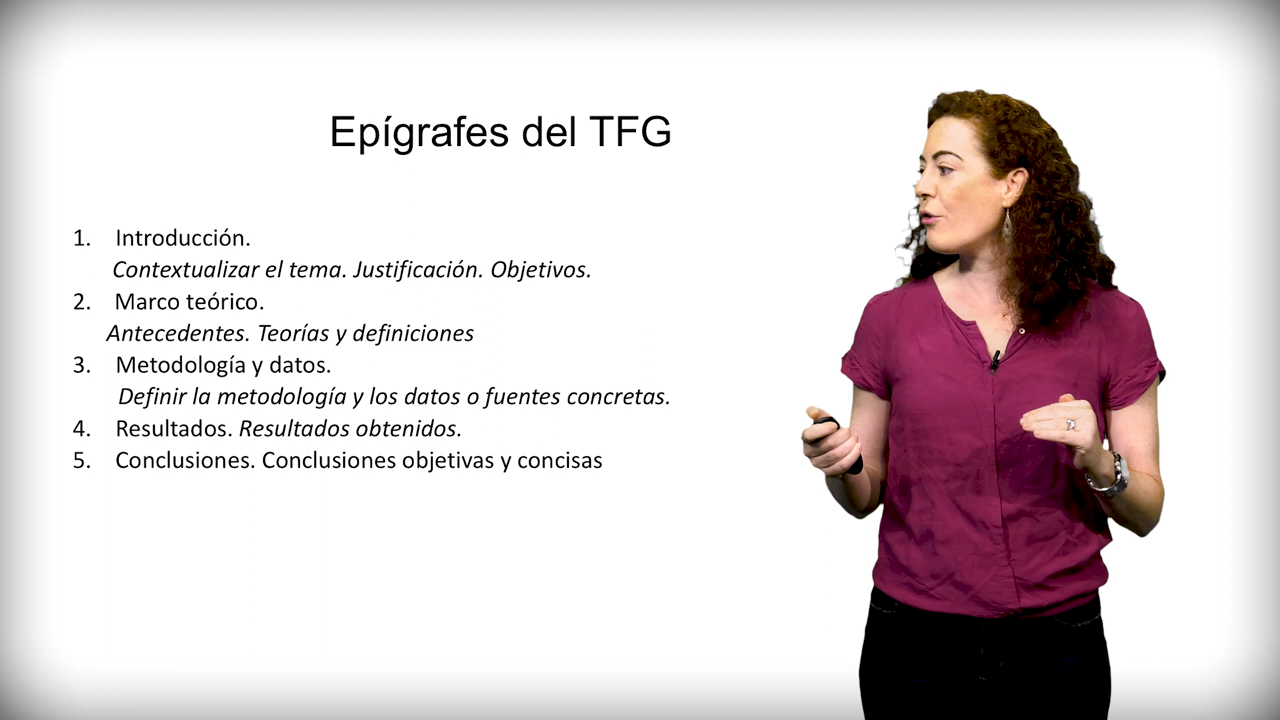 Epígrafes del TFG
1. Introducción.
Contextualizar el tema. Justificación. Objetivos.
2. Marco teórico.
Antecedentes. Teorías y definiciones
3. Metodología y datos.
Definir la metodología y los datos o fuentes concretas.
4. Resultados. Resultados obtenidos.
5. Conclusiones. Conclusiones objetivas y concisas